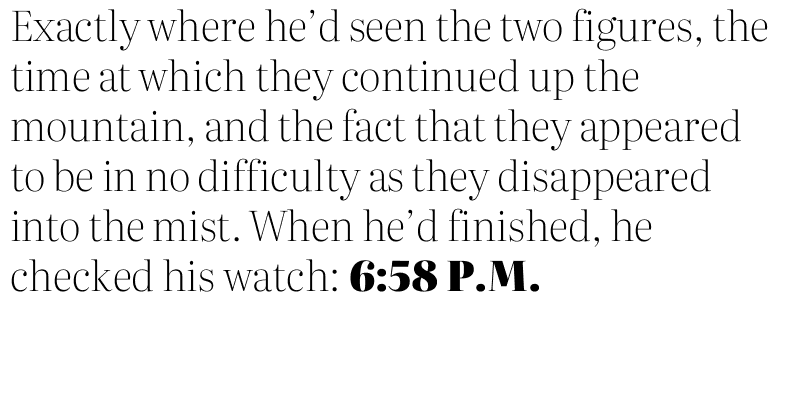 Exactly where he’d seen the two figures, the
time at which they continued up the
mountain, and the fact that they appeared
to be in no difficulty as they disappeared
into the mist. When he’d finished, he
checked his watch: 6:58 P.M.